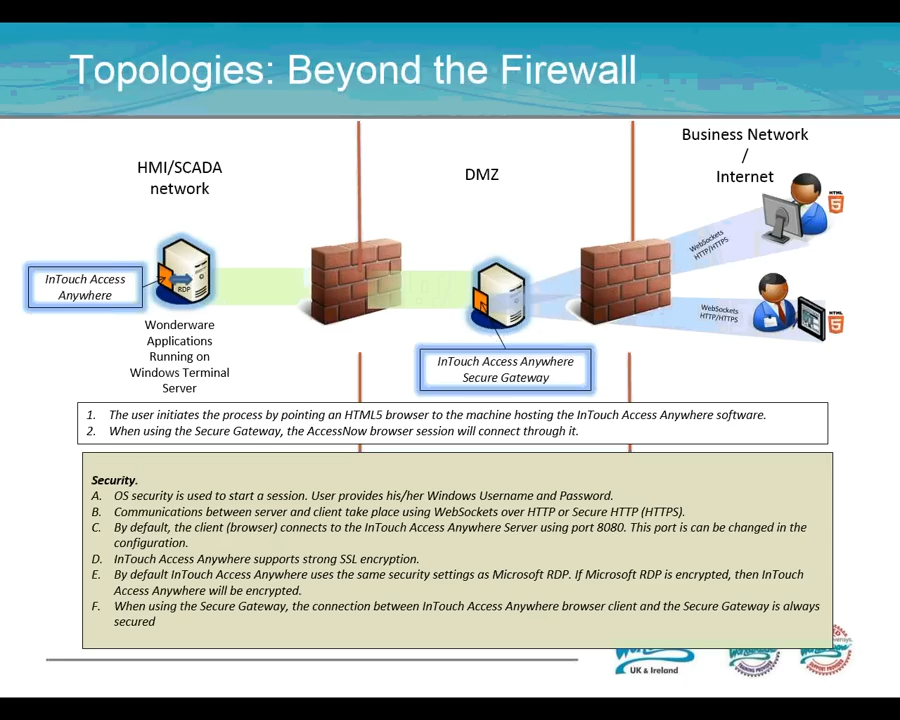 Topologies: Beyond the Firewall
HMI/SCADA
network
DMZ
Business Network
/
Internet
HTML
5
WebSockets
HTTP/HTTPS
InTouch Access
Anywhere
RDP
WebSockets
HTTP/HTTPS
HTML
5
Wonderware
Applications
Running on
Windows Terminal
Server
InTouch Access Anywhere
Secure Gateway
1. The user initiates the process by pointing an HTML5 browser to the machine hosting the InTouch Access Anywhere software.
2. When using the Secure Gateway, the AccessNow browser session will connect through it.
Security.
A. OS security is used to start a session. User provides his/her Windows Username and Password.
B. Communications between server and client take place using WebSockets over HTTP or Secure HTTP (HTTPS).
C. By default, the client (browser) connects to the InTouch Access Anywhere Server using port 8080. This port is can be changed in the
configuration.
D. InTouch Access Anywhere supports strong SSL encryption.
E. By default InTouch Access Anywhere uses the same security settings as Microsoft RDP. If Microsoft RDP is encrypted, then InTouch
Access Anywhere will be encrypted.
F. When using the Secure Gateway, the connection between InTouch Access Anywhere browser client and the Secure Gateway is always
secured
UK & Ireland